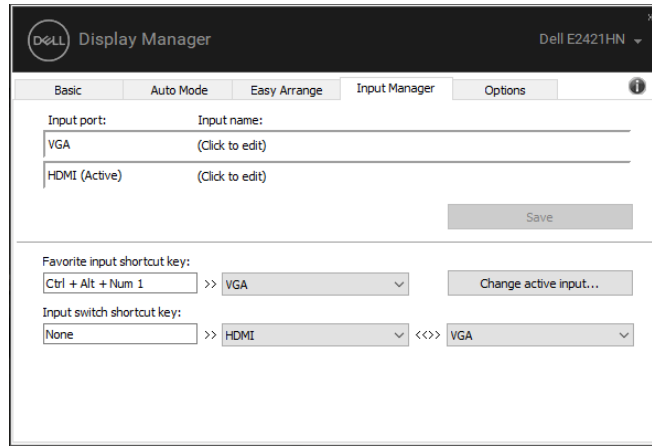 DELL Display Manager Dell E2421HN
Basic Auto Mode Easy Arrange Input Manager Options
Input port: Input name:
VGA (Click to edit)
HDMI (Active) (Click to edit)
Save
Favorite input shortcut key:
Ctrl + Alt + Num 1 >> VGA Change active input...
Input switch shortcut key:
None >> HDMI <<>> VGA